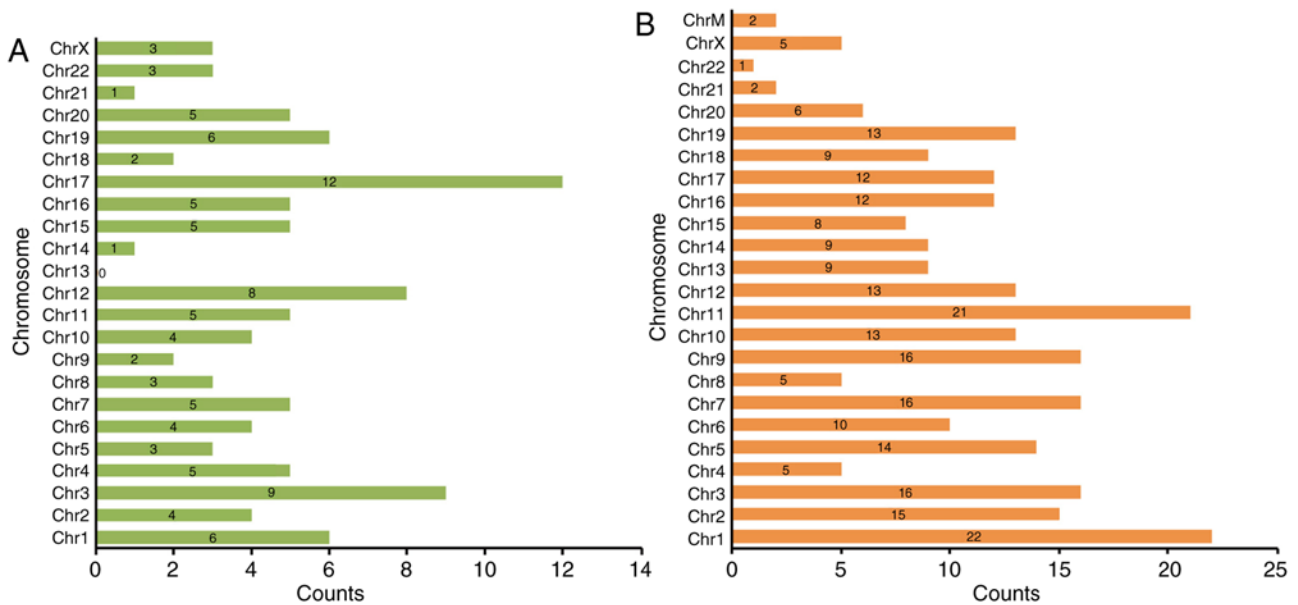 A
Chromosome
ChrX 3
Chr22 3
Chr21 1
Chr20 5
Chr19 6
Chr18 2
Chr17 12
Chr16 5
Chr15 5
Chr14 1
Chr13 0
Chr12 8
Chr11 5
Chr10 4
Chr9 2
Chr8 3
Chr7 5
Chr6 4
Chr5 3
Chr4 5
Chr3 9
Chr2 4
Chr1 6
0 2 4 6 8 10 12 14
Counts
B
Chromosome
ChrM 2
ChrX 5
Chr22 1
Chr21 2
Chr20 6
Chr19 13
Chr18 9
Chr17 12
Chr16 12
Chr15 8
Chr14 9
Chr13 9
Chr12 13
Chr11 21
Chr10 13
Chr9 16
Chr8 5
Chr7 16
Chr6 10
Chr5 14
Chr4 5
Chr3 16
Chr2 15
Chr1 22
0 5 10 15 20 25
Counts